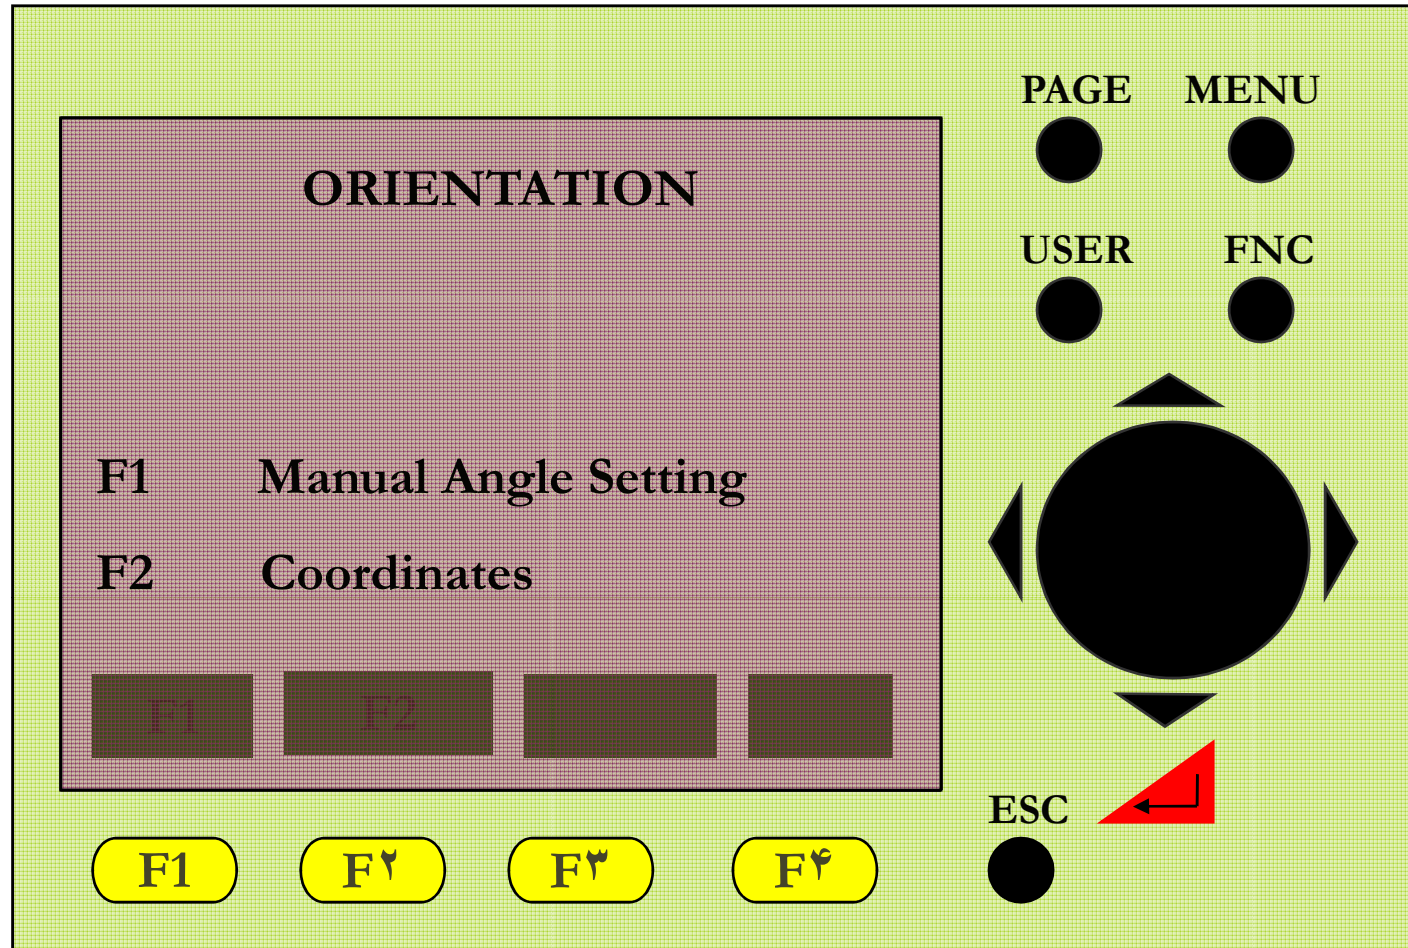 PAGE MENU
ORIENTATION
USER FNC
F1 Manual Angle Setting
F2 Coordinates
F1 F2
ESC
F1 F۲ F۳ F۴